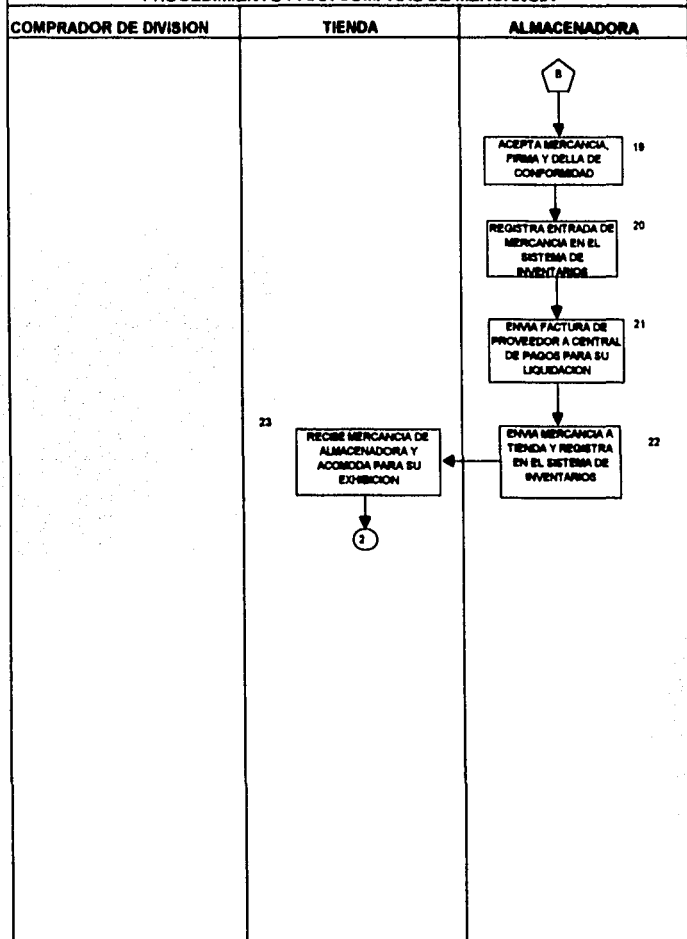 COMPRADOR DE DIVISION
TIENDA
ALMACENADORA
B
ACEPTA MERCANCIA,
FIRMA Y DELLA DE
CONFORMIDAD
19
REGISTRA ENTRADA DE
MERCANCIA EN EL
SISTEMA DE
INVENTARIOS
20
ENVIA FACTURA DE
PROVEEDOR A CENTRAL
DE PAGOS PARA SU
LIQUIDACION
21
ENVIA MERCANCIA A
TIENDA Y REGISTRA
EN EL SISTEMA DE
INVENTARIOS
22
23
RECIBE MERCANCIA DE
ALMACENADORA Y
ACOMODA PARA SU
EXHIBICION
2